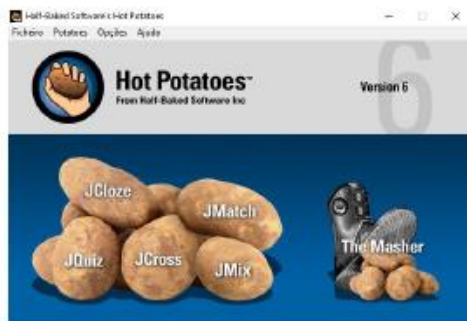 Half-Baked Software's Hot Potatoes
Ficheiro Potatoes Opções Ajuda
Hot Potatoes™
From Half-Baked Software Inc
Version 6
6
JCloze
JMatch
JQuiz
JCross
JMix
The Masher